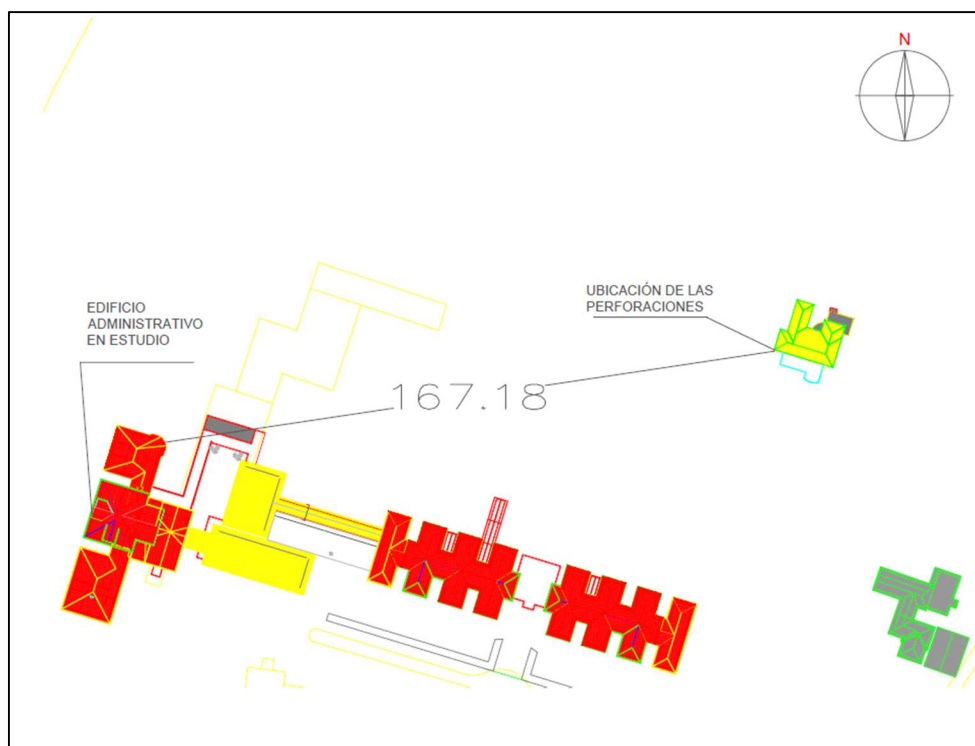 N
EDIFICIO
ADMINISTRATIVO
EN ESTUDIO
UBICACIÓN DE LAS
PERFORACIONES
167.18